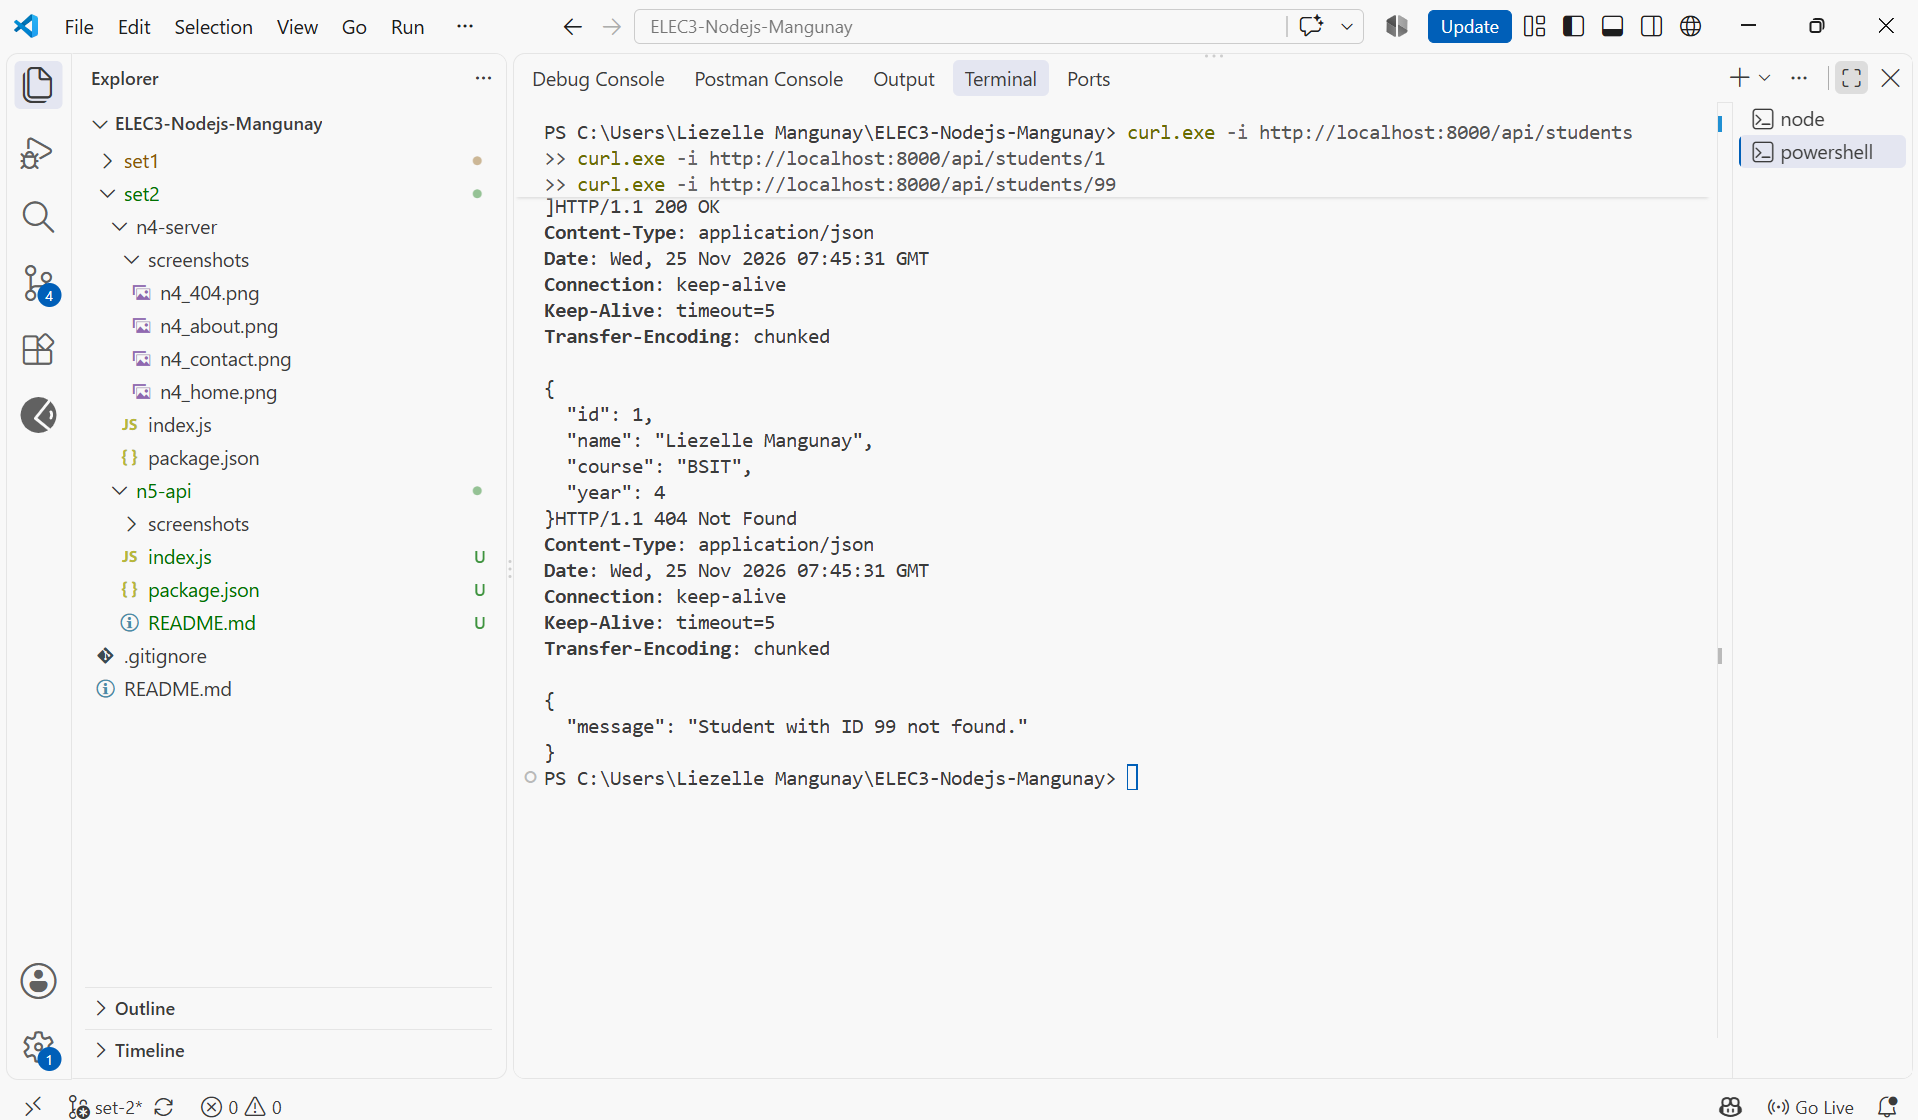 File Edit Selection View Go Run ···
ELEC3-Nodejs-Mangunay
Update
Explorer
ELEC3-Nodejs-Mangunay
set1
set2
n4-server
screenshots
n4_404.png
n4_about.png
n4_contact.png
n4_home.png
JS index.js
{} package.json
n5-api
screenshots
JS index.js U
{} package.json U
README.md U
.gitignore
README.md
Outline
Timeline
4
1
Debug Console Postman Console Output Terminal Ports
PS C:\Users\Liezelle Mangunay\ELEC3-Nodejs-Mangunay> curl.exe -i http://localhost:8000/api/students
>> curl.exe -i http://localhost:8000/api/students/1
>> curl.exe -i http://localhost:8000/api/students/99
]HTTP/1.1 200 OK
Content-Type: application/json
Date: Wed, 25 Nov 2026 07:45:31 GMT
Connection: keep-alive
Keep-Alive: timeout=5
Transfer-Encoding: chunked
{
"id": 1,
"name": "Liezelle Mangunay",
"course": "BSIT",
"year": 4
}HTTP/1.1 404 Not Found
Content-Type: application/json
Date: Wed, 25 Nov 2026 07:45:31 GMT
Connection: keep-alive
Keep-Alive: timeout=5
Transfer-Encoding: chunked
{
"message": "Student with ID 99 not found."
}
PS C:\Users\Liezelle Mangunay\ELEC3-Nodejs-Mangunay>
node
powershell
set-2* 0 0 Go Live